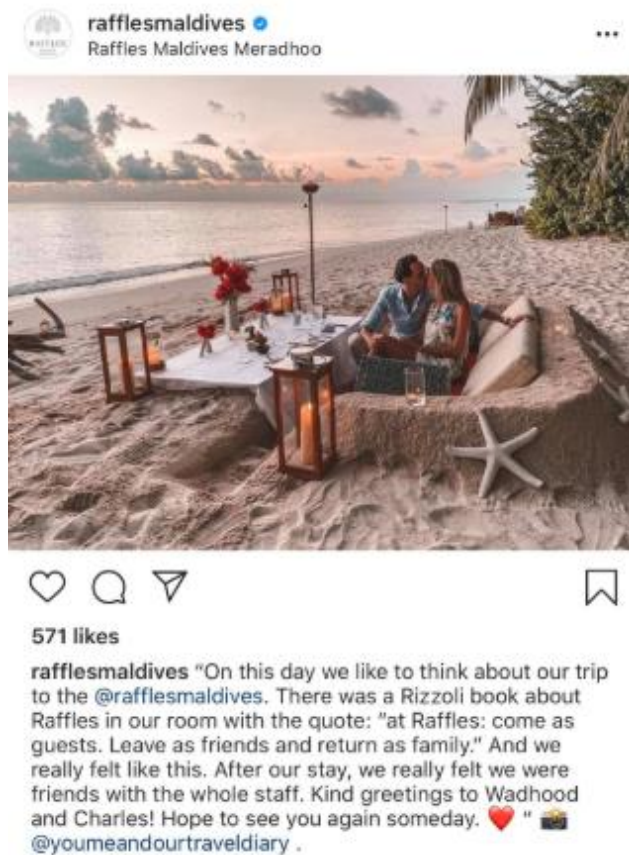 rafflesmaldives
Raffles Maldives Meradhoo
RAFFLES
571 likes
rafflesmaldives "On this day we like to think about our trip
to the @rafflesmaldives. There was a Rizzoli book about
Raffles in our room with the quote: "at Raffles: come as
guests. Leave as friends and return as family." And we
really felt like this. After our stay, we really felt we were
friends with the whole staff. Kind greetings to Wadhood
and Charles! Hope to see you again someday. ❤️ " 📸
@youmeandourtraveldiary .